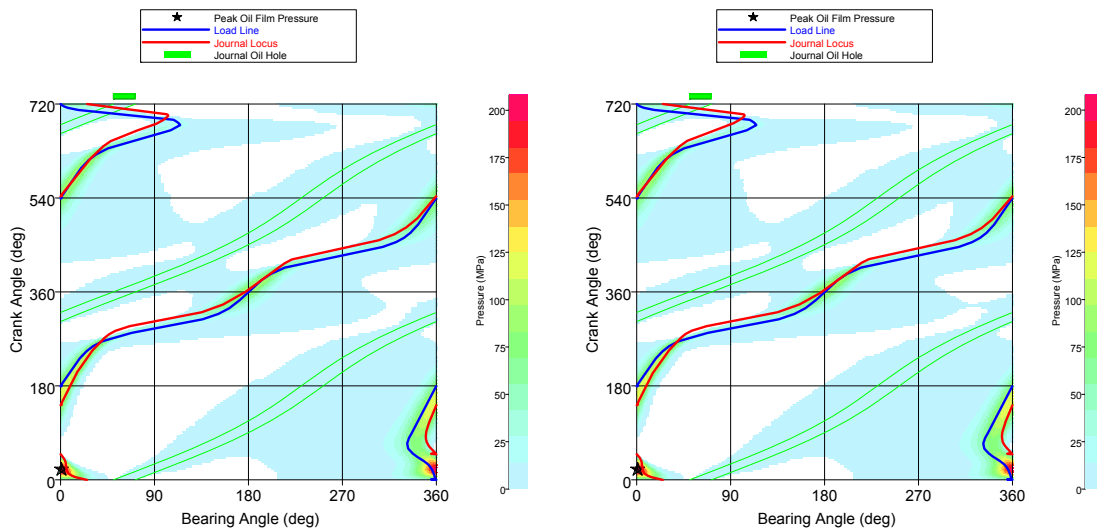 Peak Oil Film Pressure
Load Line
Journal Locus
Journal Oil Hole
720
540
360
180
0
Crank Angle (deg)
0 90 180 270 360
Bearing Angle (deg)
200
175
150
125
100
75
50
25
0
Pressure (MPa)
Peak Oil Film Pressure
Load Line
Journal Locus
Journal Oil Hole
720
540
360
180
0
Crank Angle (deg)
0 90 180 270 360
Bearing Angle (deg)
200
175
150
125
100
75
50
25
0
Pressure (MPa)